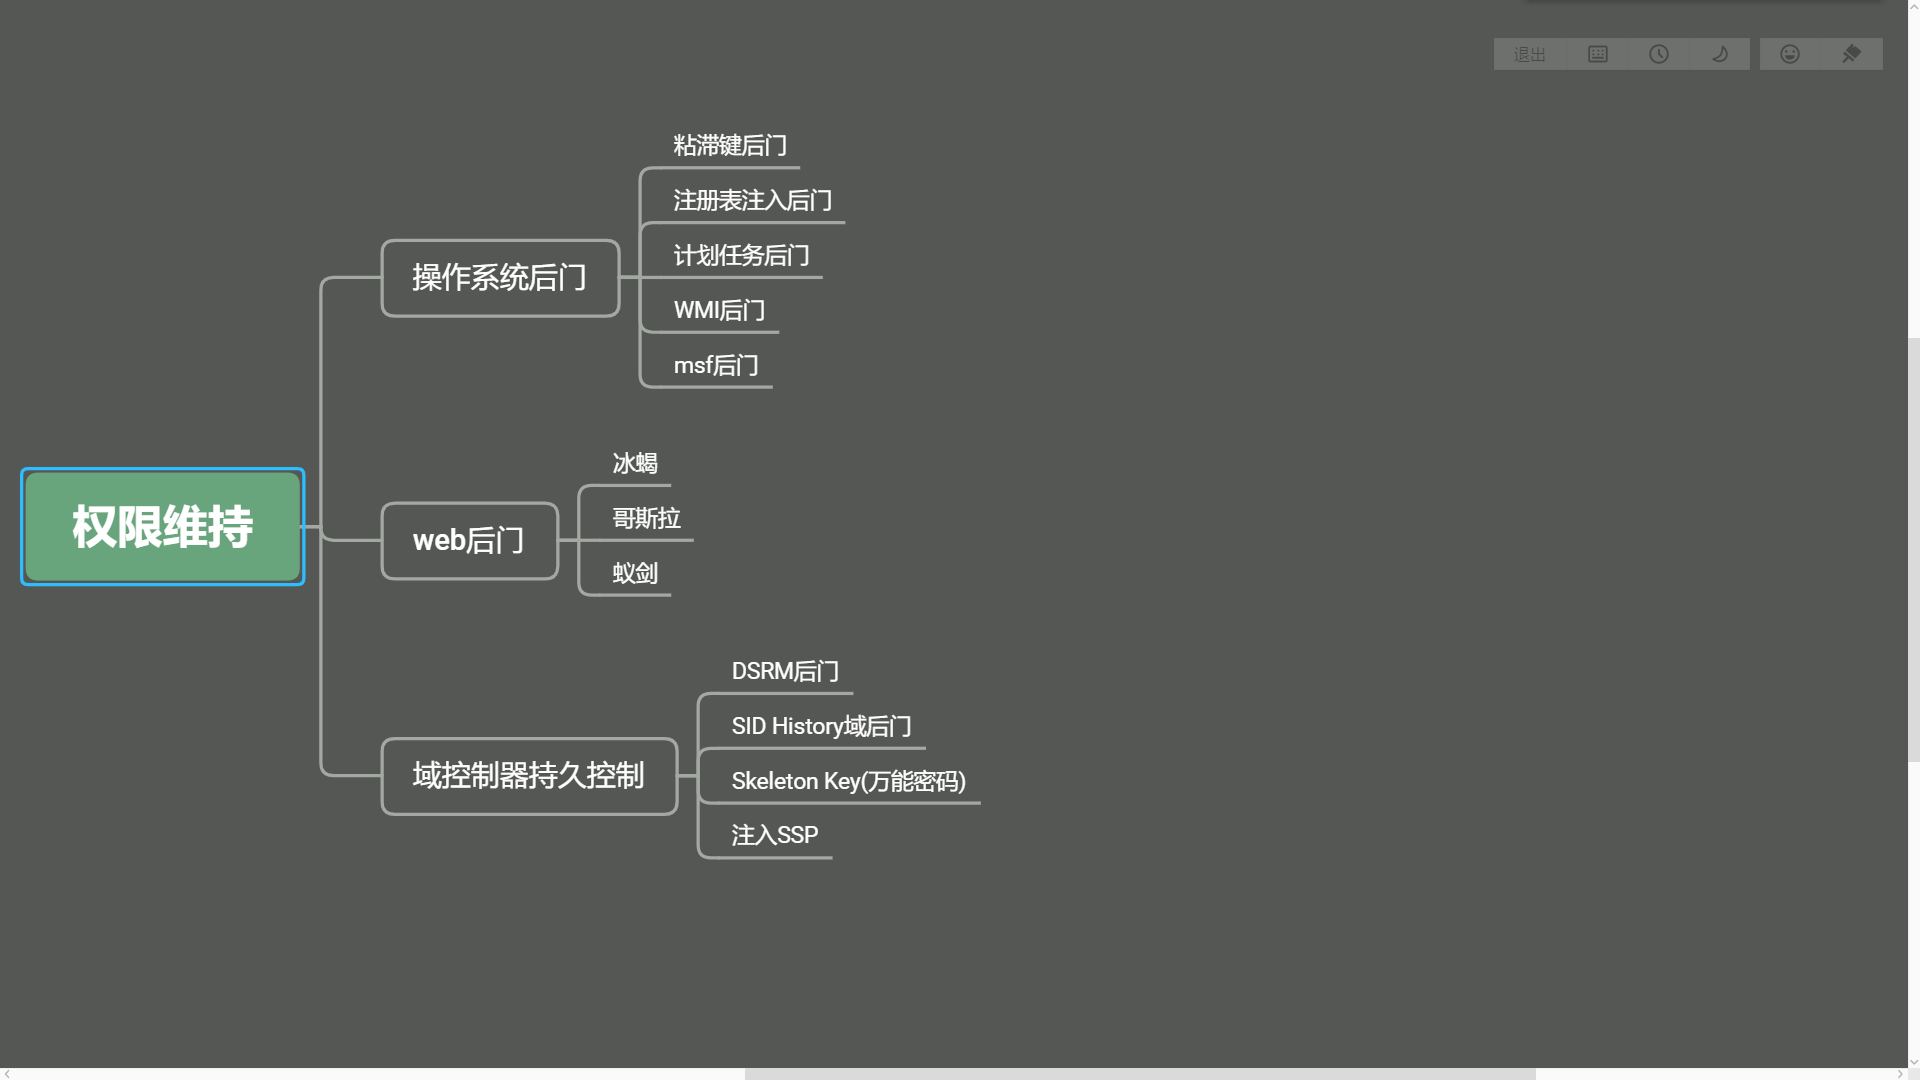 退出
粘滞键后门
注册表注入后门
计划任务后门
WMI后门
msf后门
操作系统后门
冰蝎
哥斯拉
蚁剑
web后门
权限维持
DSRM后门
SID History域后门
Skeleton Key(万能密码)
注入SSP
域控制器持久控制